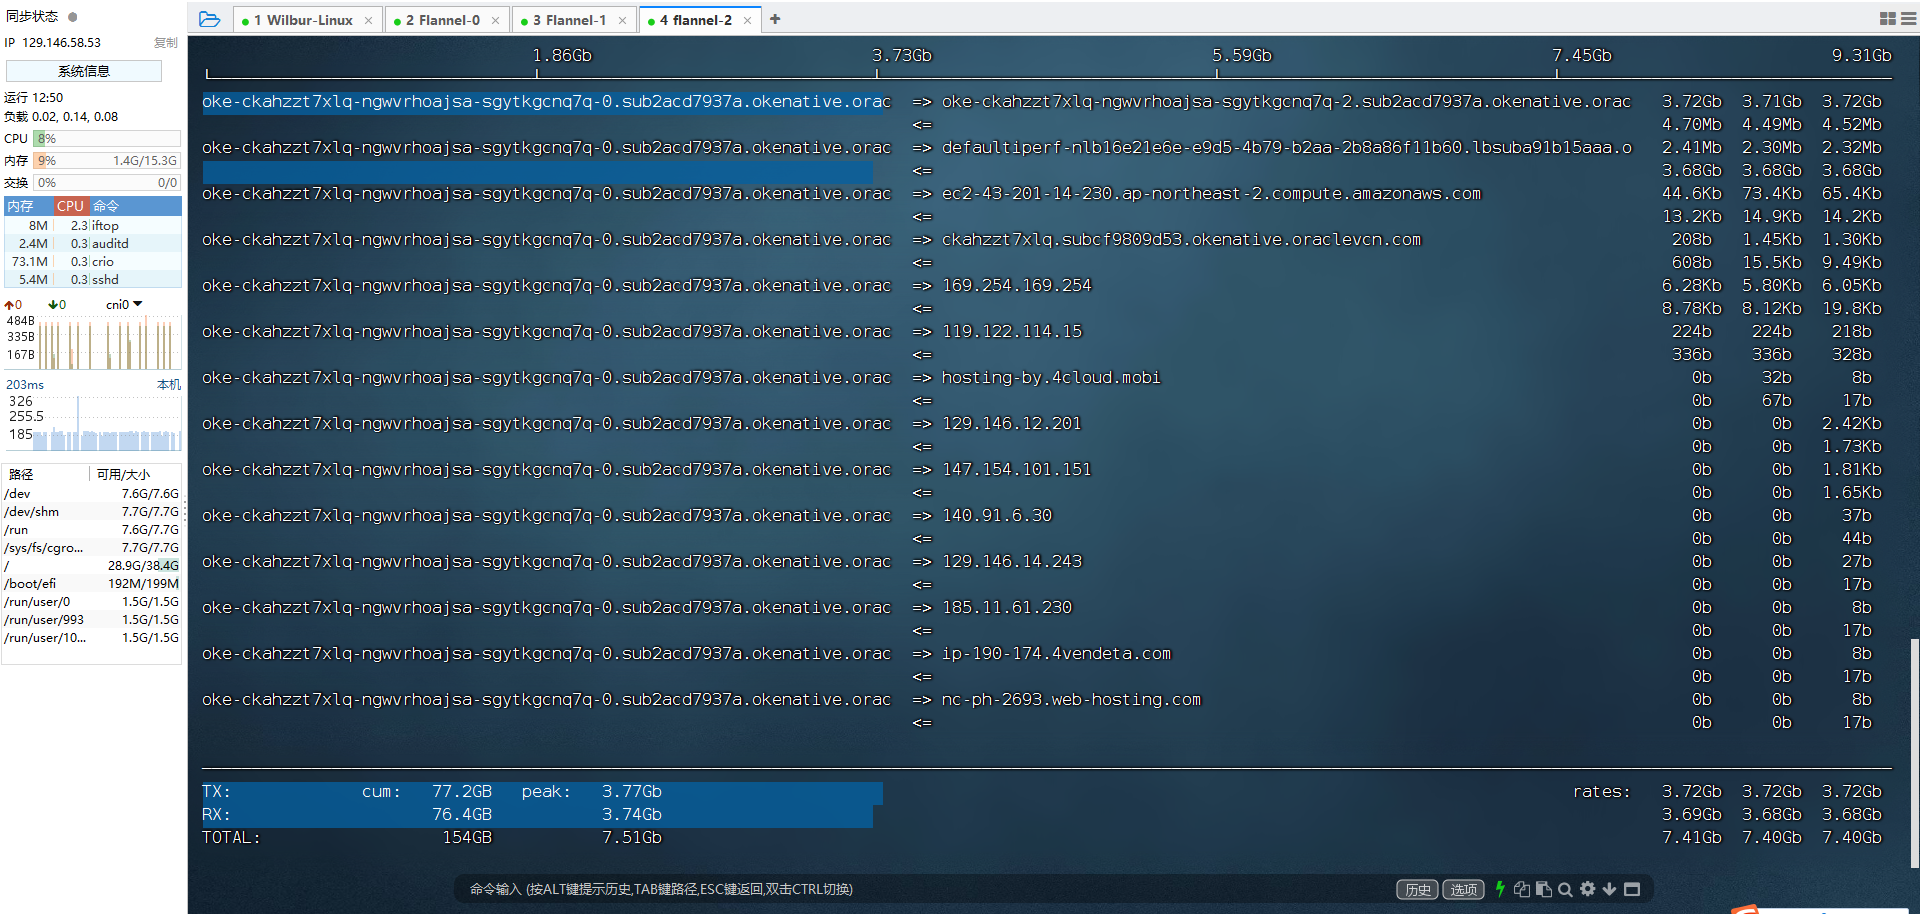 同步状态
IP 129.146.58.53 复制
系统信息
运行 12:50
负载 0.02, 0.14, 0.08
CPU 8%
内存 9% 1.4G/15.3G
交换 0% 0/0
内存 CPU 命令
8M 2.3 iftop
2.4M 0.3 auditd
73.1M 0.3 crio
5.4M 0.3 sshd
0 0 cni0
484B
335B
167B
203ms 本机
326
255.5
185
路径 可用/大小
/dev 7.6G/7.6G
/dev/shm 7.7G/7.7G
/run 7.6G/7.7G
/sys/fs/cgro... 7.7G/7.7G
/ 28.9G/38.4G
/boot/efi 192M/199M
/run/user/0 1.5G/1.5G
/run/user/993 1.5G/1.5G
/run/user/10... 1.5G/1.5G
1 Wilbur-Linux × 2 Flannel-0 × 3 Flannel-1 × 4 flannel-2 × +
1.86Gb 3.73Gb 5.59Gb 7.45Gb 9.31Gb
oke-ckahzzt7xlq-ngwvrhoajsa-sgytkgcnq7q-0.sub2acd7937a.okenative.orac => oke-ckahzzt7xlq-ngwvrhoajsa-sgytkgcnq7q-2.sub2acd7937a.okenative.orac 3.72Gb 3.71Gb 3.72Gb
<= 4.70Mb 4.49Mb 4.52Mb
oke-ckahzzt7xlq-ngwvrhoajsa-sgytkgcnq7q-0.sub2acd7937a.okenative.orac => defaultiperf-nlb16e21e6e-e9d5-4b79-b2aa-2b8a86f11b60.lbsuba91b15aaa.o 2.41Mb 2.30Mb 2.32Mb
<= 3.68Gb 3.68Gb 3.68Gb
oke-ckahzzt7xlq-ngwvrhoajsa-sgytkgcnq7q-0.sub2acd7937a.okenative.orac => ec2-43-201-14-230.ap-northeast-2.compute.amazonaws.com 44.6Kb 73.4Kb 65.4Kb
<= 13.2Kb 14.9Kb 14.2Kb
oke-ckahzzt7xlq-ngwvrhoajsa-sgytkgcnq7q-0.sub2acd7937a.okenative.orac => ckahzzt7xlq.subcf9809d53.okenative.oraclevcn.com 208b 1.45Kb 1.30Kb
<= 608b 15.5Kb 9.49Kb
oke-ckahzzt7xlq-ngwvrhoajsa-sgytkgcnq7q-0.sub2acd7937a.okenative.orac => 169.254.169.254 6.28Kb 5.80Kb 6.05Kb
<= 8.78Kb 8.12Kb 19.8Kb
oke-ckahzzt7xlq-ngwvrhoajsa-sgytkgcnq7q-0.sub2acd7937a.okenative.orac => 119.122.114.15 224b 224b 218b
<= 336b 336b 328b
oke-ckahzzt7xlq-ngwvrhoajsa-sgytkgcnq7q-0.sub2acd7937a.okenative.orac => hosting-by.4cloud.mobi 0b 32b 8b
<= 0b 67b 17b
oke-ckahzzt7xlq-ngwvrhoajsa-sgytkgcnq7q-0.sub2acd7937a.okenative.orac => 129.146.12.201 0b 0b 2.42Kb
<= 0b 0b 1.73Kb
oke-ckahzzt7xlq-ngwvrhoajsa-sgytkgcnq7q-0.sub2acd7937a.okenative.orac => 147.154.101.151 0b 0b 1.81Kb
<= 0b 0b 1.65Kb
oke-ckahzzt7xlq-ngwvrhoajsa-sgytkgcnq7q-0.sub2acd7937a.okenative.orac => 140.91.6.30 0b 0b 37b
<= 0b 0b 44b
oke-ckahzzt7xlq-ngwvrhoajsa-sgytkgcnq7q-0.sub2acd7937a.okenative.orac => 129.146.14.243 0b 0b 27b
<= 0b 0b 17b
oke-ckahzzt7xlq-ngwvrhoajsa-sgytkgcnq7q-0.sub2acd7937a.okenative.orac => 185.11.61.230 0b 0b 8b
<= 0b 0b 17b
oke-ckahzzt7xlq-ngwvrhoajsa-sgytkgcnq7q-0.sub2acd7937a.okenative.orac => ip-190-174.4vendeta.com 0b 0b 8b
<= 0b 0b 17b
oke-ckahzzt7xlq-ngwvrhoajsa-sgytkgcnq7q-0.sub2acd7937a.okenative.orac => nc-ph-2693.web-hosting.com 0b 0b 8b
<= 0b 0b 17b
TX: cum: 77.2GB peak: 3.77Gb rates: 3.72Gb 3.72Gb 3.72Gb
RX: 76.4GB 3.74Gb 3.69Gb 3.68Gb 3.68Gb
TOTAL: 154GB 7.51Gb 7.41Gb 7.40Gb 7.40Gb
命令输入 (按ALT键提示历史,TAB键路径,ESC键返回,双击CTRL切换) 历史 选项